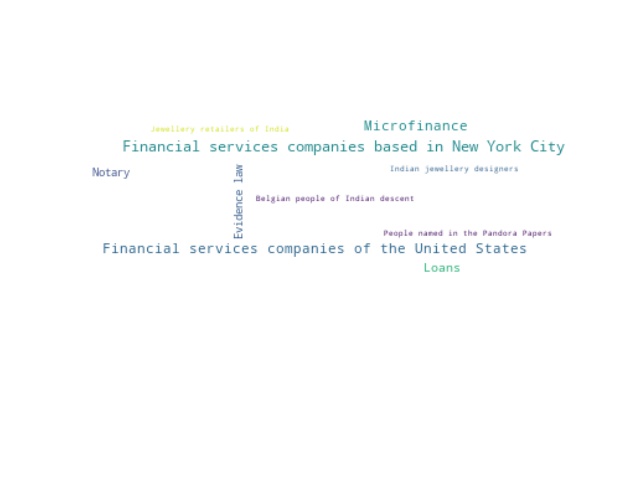 Microfinance
Jewellery retailers of India
Financial services companies based in New York City
Indian jewellery designers
Notary
Evidence law
Belgian people of Indian descent
People named in the Pandora Papers
Financial services companies of the United States
Loans